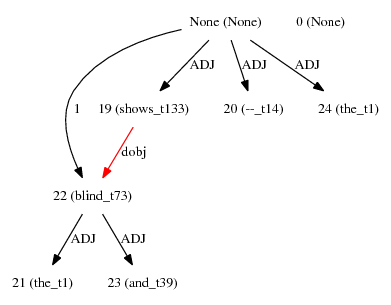 None (None) 0 (None)
ADJ ADJ ADJ
1 19 (shows_t133) 20 (--_t14) 24 (the_t1)
dobj
22 (blind_t73)
ADJ ADJ
21 (the_t1) 23 (and_t39)